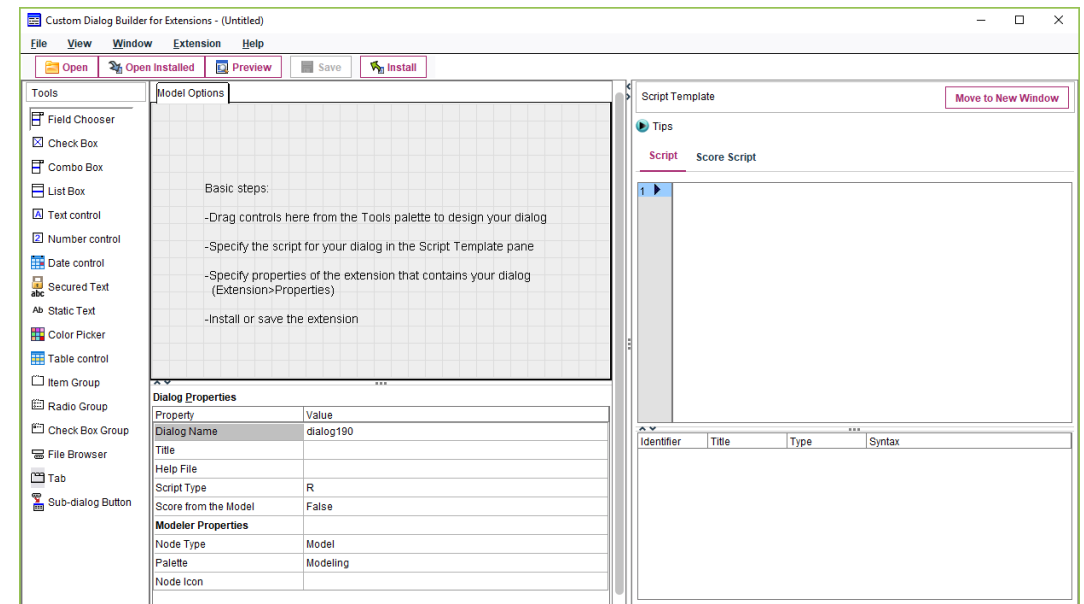 Custom Dialog Builder for Extensions - (Untitled)
File View Window Extension Help
Open Open Installed Preview Save Install
Tools
Field Chooser
Check Box
Combo Box
List Box
A Text control
2 Number control
Date control
abc Secured Text
Ab Static Text
Color Picker
Table control
Item Group
Radio Group
Check Box Group
File Browser
Tab
Sub-dialog Button
Model Options
Basic steps:
-Drag controls here from the Tools palette to design your dialog
-Specify the script for your dialog in the Script Template pane
-Specify properties of the extension that contains your dialog
(Extension>Properties)
-Install or save the extension
Dialog Properties
Property Value
Dialog Name dialog190
Title
Help File
Script Type R
Score from the Model False
Modeler Properties
Node Type Model
Palette Modeling
Node Icon
Script Template Move to New Window
Tips
Script Score Script
1
Identifier Title Type Syntax